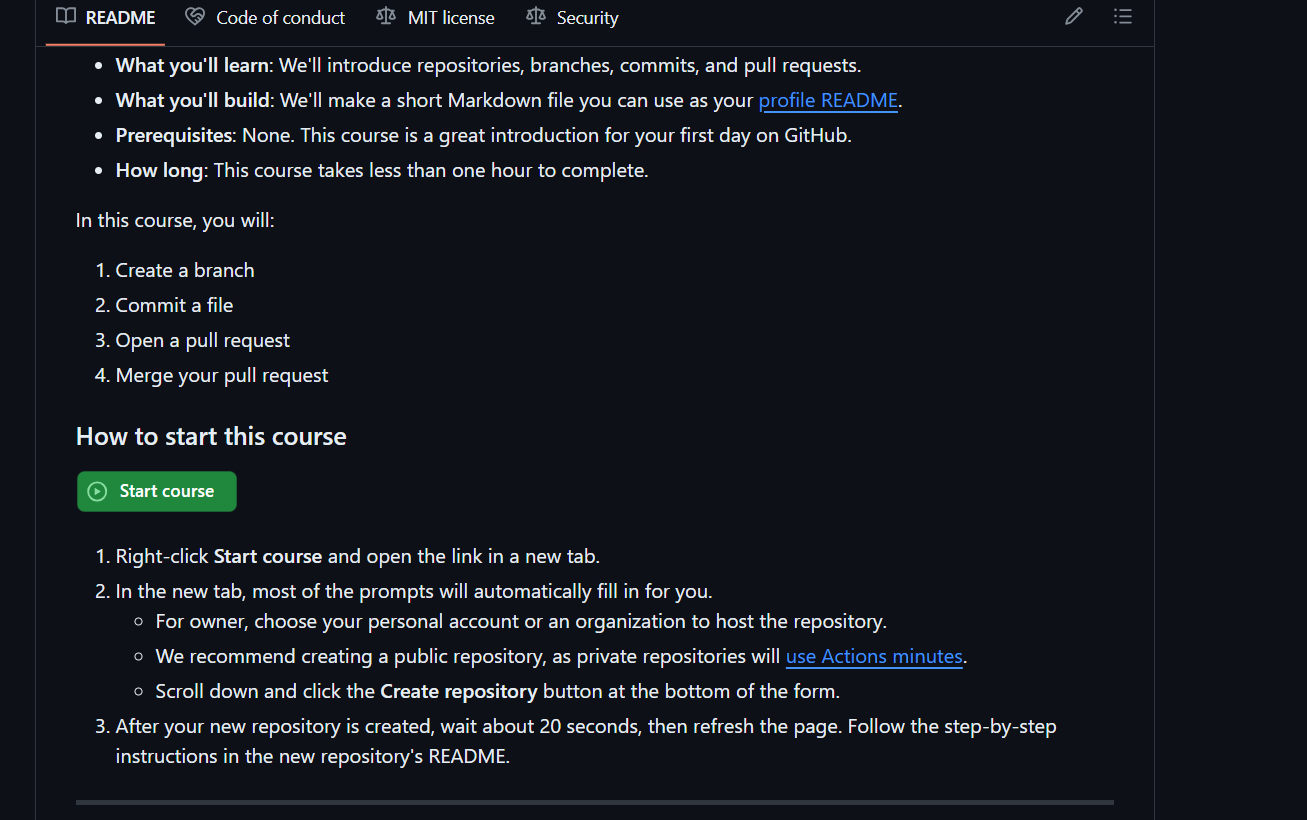 README Code of conduct MIT license Security
What you'll learn: We'll introduce repositories, branches, commits, and pull requests.
What you'll build: We'll make a short Markdown file you can use as your profile README.
Prerequisites: None. This course is a great introduction for your first day on GitHub.
How long: This course takes less than one hour to complete.
In this course, you will:
1. Create a branch
2. Commit a file
3. Open a pull request
4. Merge your pull request
How to start this course
Start course
1. Right-click Start course and open the link in a new tab.
2. In the new tab, most of the prompts will automatically fill in for you.
For owner, choose your personal account or an organization to host the repository.
We recommend creating a public repository, as private repositories will use Actions minutes.
Scroll down and click the Create repository button at the bottom of the form.
3. After your new repository is created, wait about 20 seconds, then refresh the page. Follow the step-by-step
instructions in the new repository's README.